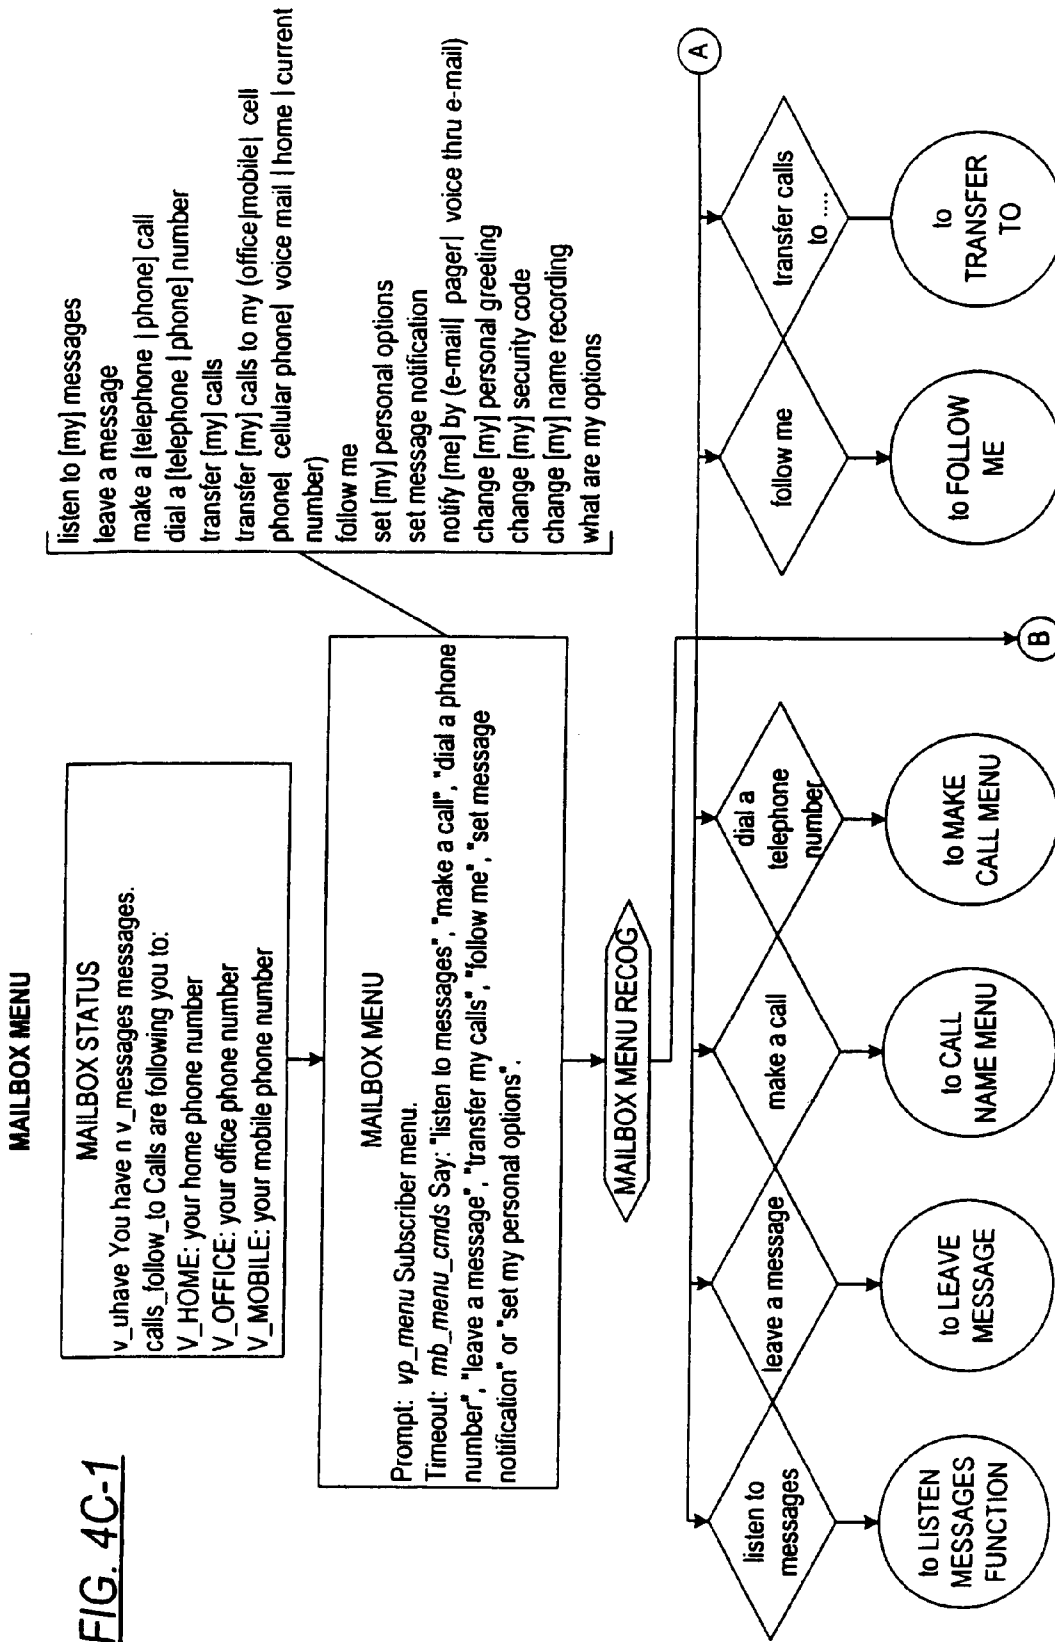 FIG. 4C-1
MAILBOX MENU
MAILBOX STATUS
v_uhave You have n v_messages messages.
calls_follow_to Calls are following you to:
V_HOME: your home phone number
V_OFFICE: your office phone number
V_MOBILE: your mobile phone number
MAILBOX MENU
Prompt: vp_menu Subscriber menu.
Timeout: mb_menu_cmds Say: "listen to messages", "make a call", "dial a phone
number", "leave a message", "transfer my calls", "follow me", "set message
notification" or "set my personal options".
listen to [my] messages
leave a message
make a [telephone | phone] call
dial a [telephone | phone] number
transfer [my] calls
transfer [my] calls to my (office|mobile| cell
phone| cellular phone| voice mail | home | current
number)
follow me
set [my] personal options
set message notification
notify [me] by (e-mail| pager| voice thru e-mail)
change [my] personal greeting
change [my] security code
change [my] name recording
what are my options
MAILBOX MENU RECOG
A
B
listen to
messages
leave a message
make a call
dial a
telephone
number
follow me
transfer calls
to ....
to LISTEN
MESSAGES
FUNCTION
to LEAVE
MESSAGE
to CALL
NAME MENU
to MAKE
CALL MENU
to FOLLOW
ME
to
TRANSFER
TO